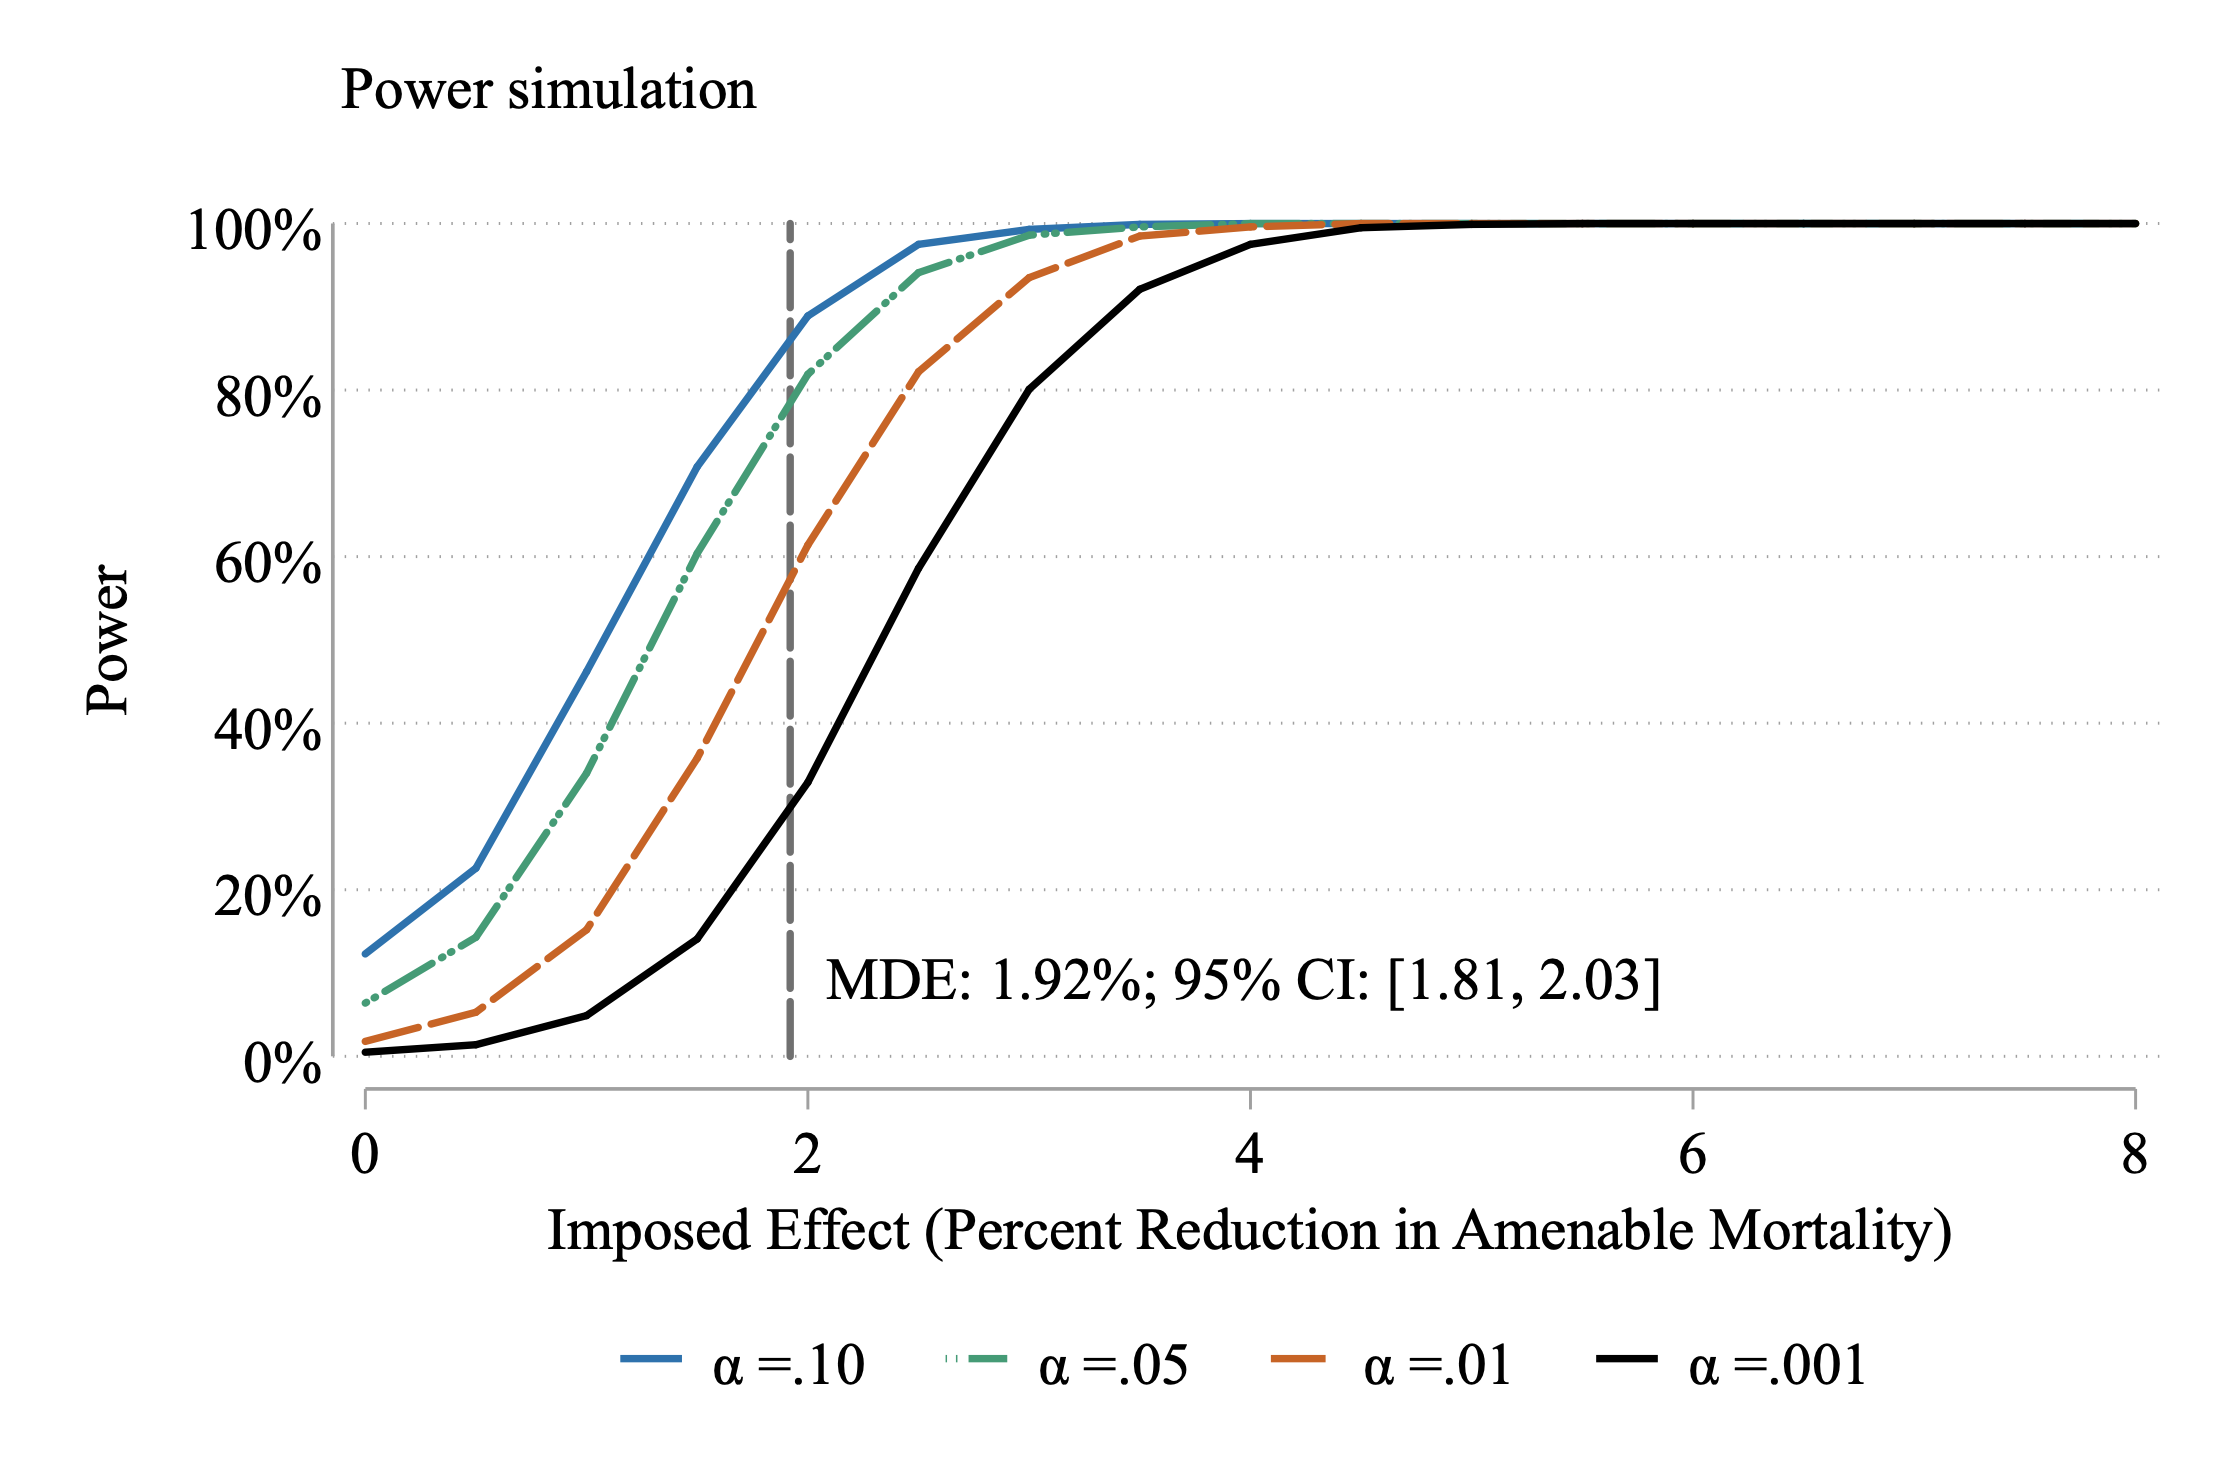 Power simulation
100%
80%
60%
40%
20%
0%
Power
MDE: 1.92%; 95% CI: [1.81, 2.03]
0 2 4 6 8
Imposed Effect (Percent Reduction in Amenable Mortality)
α =.10 α =.05 α =.01 α =.001